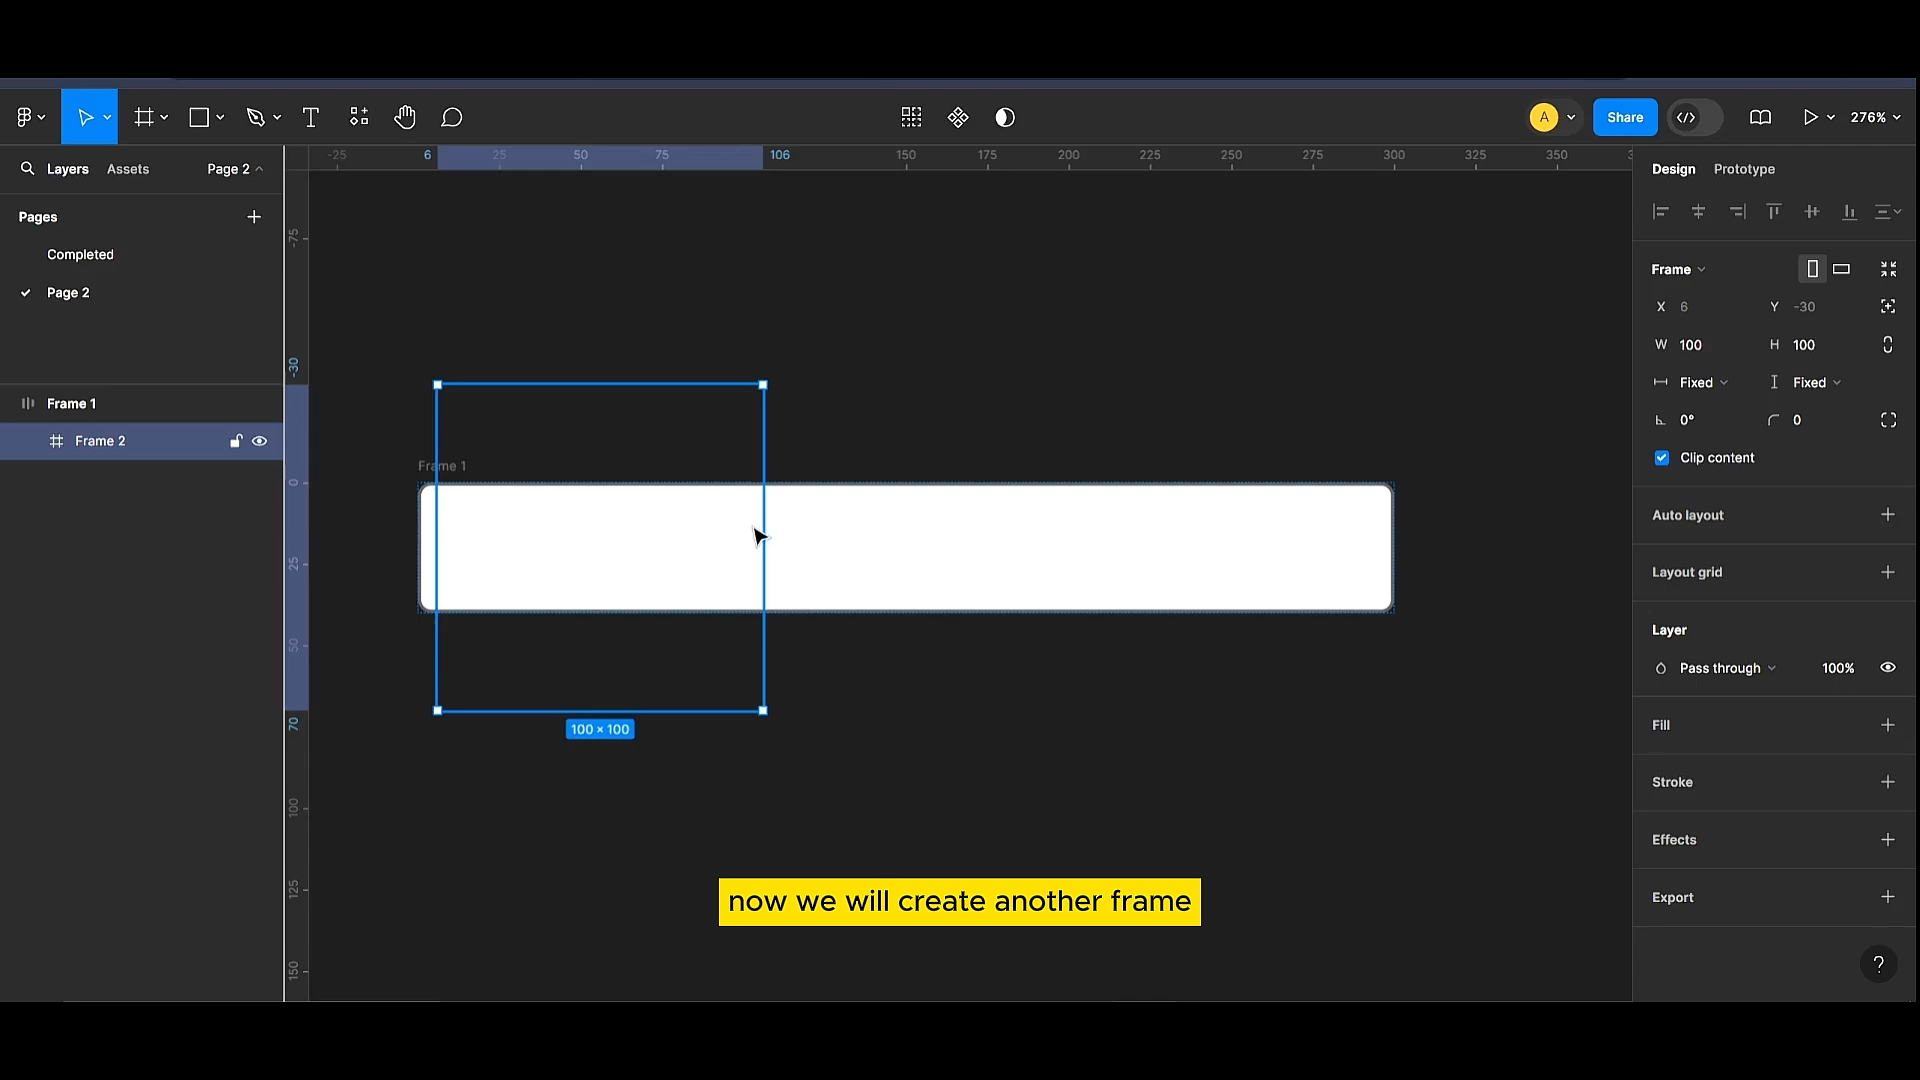 A
Share
276%
Layers Assets Page 2
-25 6 25 50 75 106 150 175 200 225 250 275 300 325 350 3
Design Prototype
Pages
Completed
Page 2
Frame 1
Frame 2
-75
-30
0
25
50
70
100
125
150
Frame 1
100 × 100
now we will create another frame
Frame
X 6 Y -30
W 100 H 100
Fixed Fixed
0° 0
Clip content
Auto layout
Layout grid
Layer
Pass through 100%
Fill
Stroke
Effects
Export
?